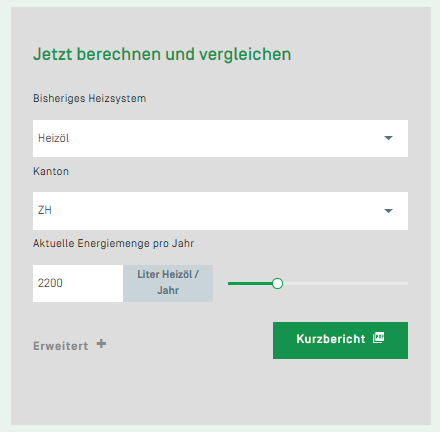 Jetzt berechnen und vergleichen
Bisheriges Heizsystem
Heizöl
Kanton
ZH
Aktuelle Energiemenge pro Jahr
2200
Liter Heizöl /
Jahr
Erweitert +
Kurzbericht